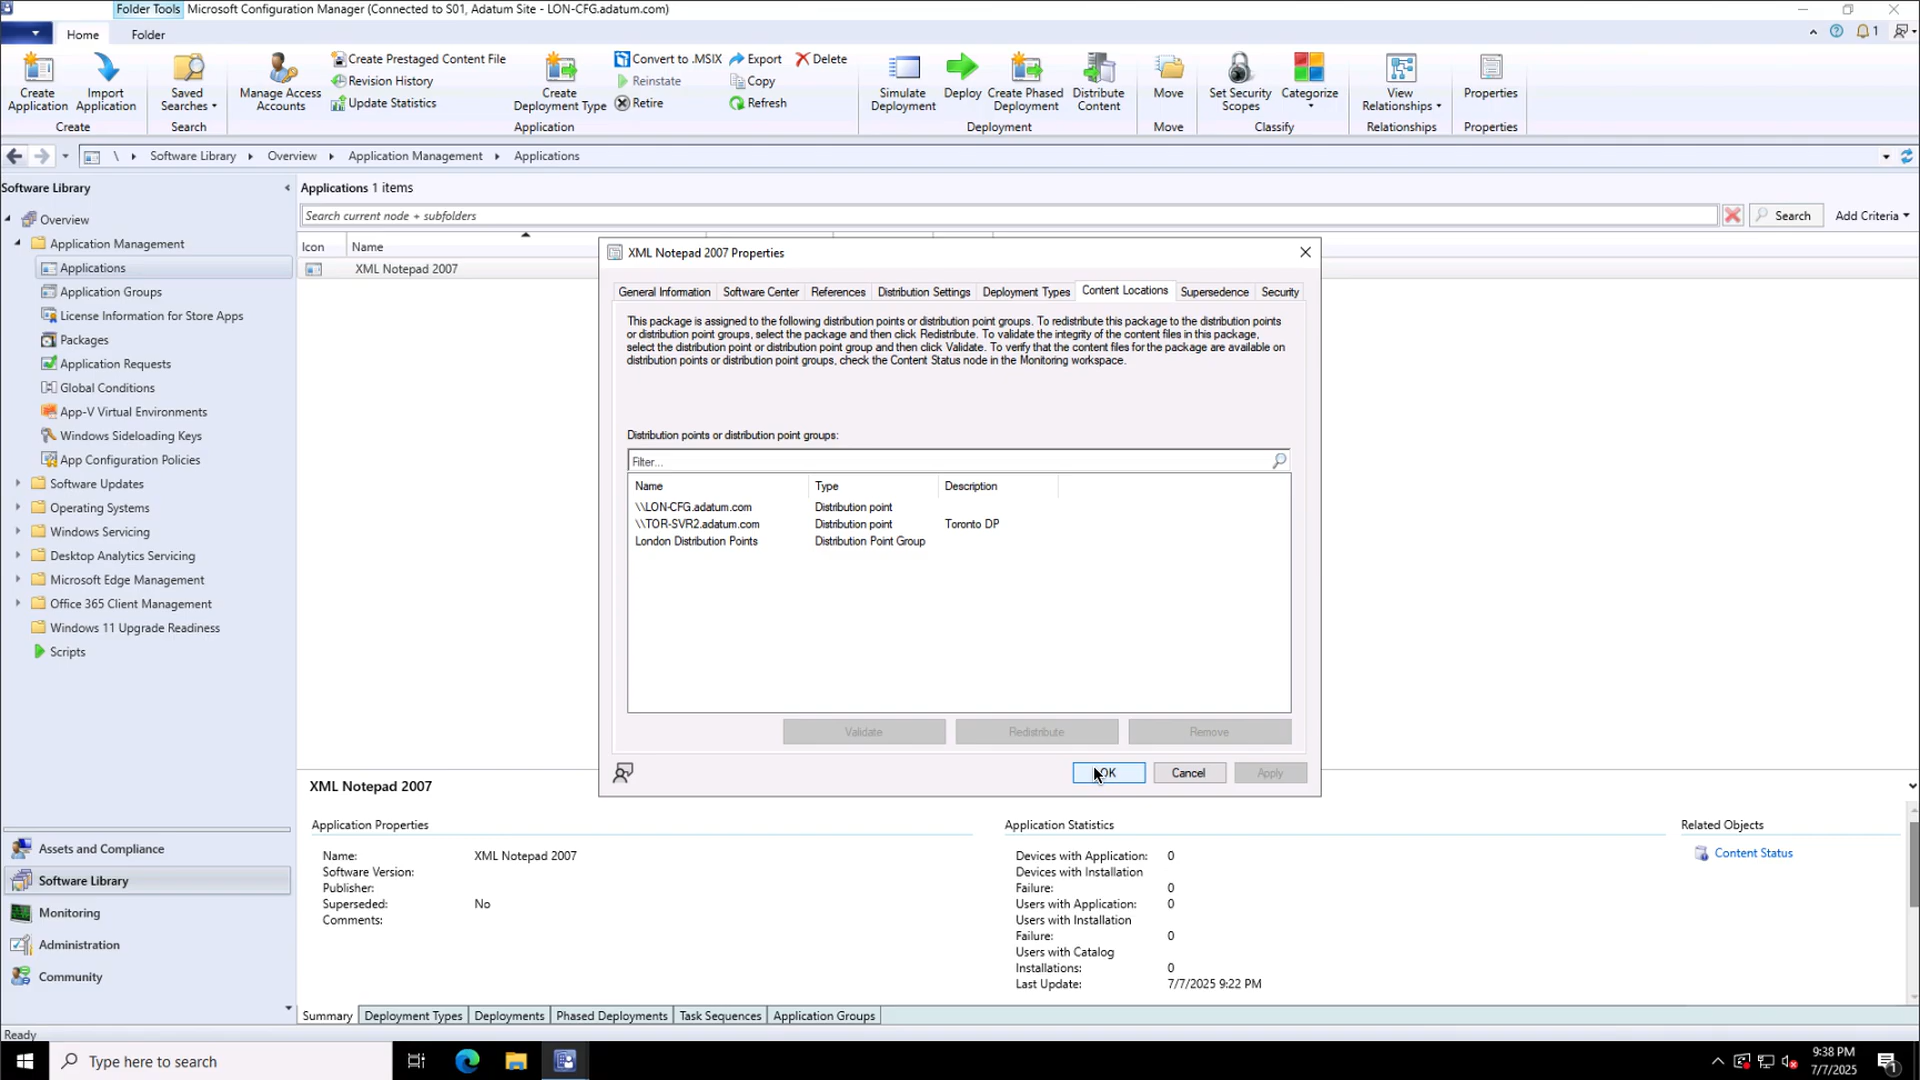 Folder Tools Microsoft Configuration Manager (Connected to S01, Adatum Site - LON-CFG.adatum.com)
Home Folder
1
Create Application
Import Application
Create
Saved Searches
Search
Manage Access Accounts
Create Prestaged Content File
Revision History
Update Statistics
Create Deployment Type
Convert to .MSIX
Reinstate
Retire
Export
Copy
Refresh
Delete
Application
Simulate Deployment
Deploy
Create Phased Deployment
Distribute Content
Deployment
Move
Move
Set Security Scopes
Categorize
Classify
View Relationships
Relationships
Properties
Properties
\ Software Library Overview Application Management Applications
Software Library
Overview
Application Management
Applications
Application Groups
License Information for Store Apps
Packages
Application Requests
Global Conditions
App-V Virtual Environments
Windows Sideloading Keys
App Configuration Policies
Software Updates
Operating Systems
Windows Servicing
Desktop Analytics Servicing
Microsoft Edge Management
Office 365 Client Management
Windows 11 Upgrade Readiness
Scripts
Assets and Compliance
Software Library
Monitoring
Administration
Community
Applications 1 items
Search current node + subfolders
Search
Add Criteria
Icon Name
XML Notepad 2007
XML Notepad 2007 Properties
General Information Software Center References Distribution Settings Deployment Types Content Locations Supersedence Security
This package is assigned to the following distribution points or distribution point groups. To redistribute this package to the distribution points
or distribution point groups, select the package and then click Redistribute. To validate the integrity of the content files in this package,
select the distribution point or distribution point group and then click Validate. To verify that the content files for the package are available on
distribution points or distribution point groups, check the Content Status node in the Monitoring workspace.
Distribution points or distribution point groups:
Filter...
Name Type Description
\\LON-CFG.adatum.com Distribution point
\\TOR-SVR2.adatum.com Distribution point Toronto DP
London Distribution Points Distribution Point Group
Validate Redistribute Remove
OK Cancel Apply
XML Notepad 2007
Application Properties
Name: XML Notepad 2007
Software Version:
Publisher:
Superseded: No
Comments:
Application Statistics
Devices with Application: 0
Devices with Installation
Failure: 0
Users with Application: 0
Users with Installation
Failure: 0
Users with Catalog
Installations: 0
Last Update: 7/7/2025 9:22 PM
Related Objects
Content Status
Summary Deployment Types Deployments Phased Deployments Task Sequences Application Groups
Ready
Type here to search
9:38 PM
7/7/2025
1